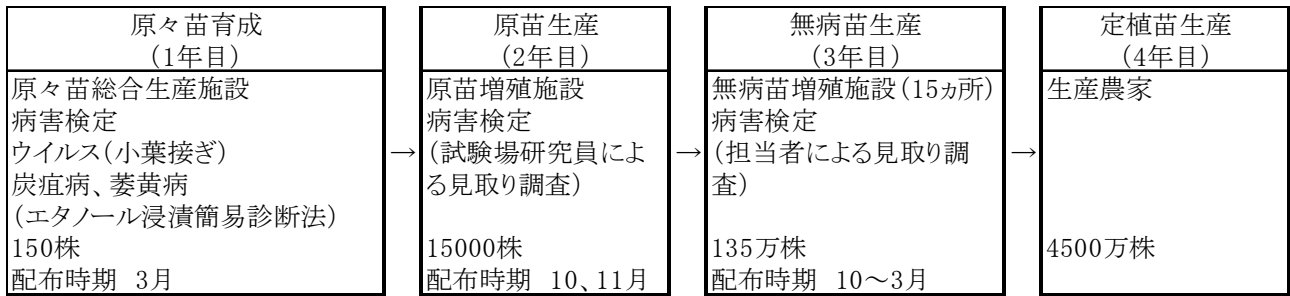 原々苗育成
(1年目)
原々苗総合生産施設
病害検定
ウイルス(小葉接ぎ)
炭疽病、萎黄病
(エタノール浸漬簡易診断法)
150株
配布時期 3月
→
原苗生産
(2年目)
原苗増殖施設
病害検定
(試験場研究員によ
る見取り調査)
15000株
配布時期 10、11月
→
無病苗生産
(3年目)
無病苗増殖施設(15ヵ所)
病害検定
(担当者による見取り調
査)
135万株
配布時期 10~3月
→
定植苗生産
(4年目)
生産農家
4500万株